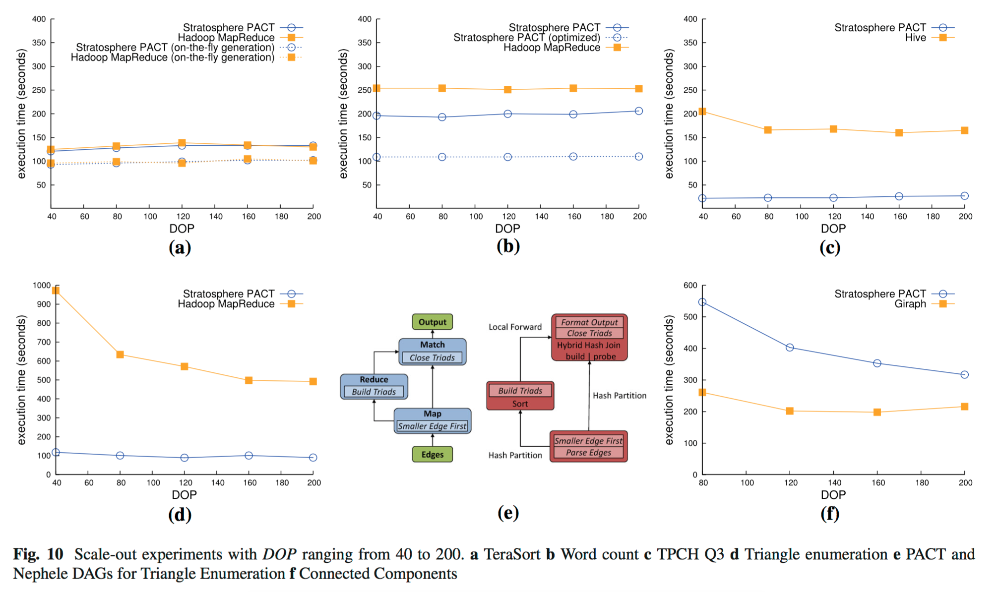 400
350
300
250
200
150
100
50
execution time (seconds)
Stratosphere PACT
Hadoop MapReduce
Stratosphere PACT (on-the-fly generation)
Hadoop MapReduce (on-the-fly generation)
40 60 80 100 120 140 160 180 200
DOP
(a)
400
350
300
250
200
150
100
50
execution time (seconds)
Stratosphere PACT
Stratosphere PACT (optimized)
Hadoop MapReduce
40 60 80 100 120 140 160 180 200
DOP
(b)
400
350
300
250
200
150
100
50
execution time (seconds)
Stratosphere PACT
Hive
40 60 80 100 120 140 160 180 200
DOP
(c)
1000
900
800
700
600
500
400
300
200
100
0
execution time (seconds)
Stratosphere PACT
Hadoop MapReduce
40 60 80 100 120 140 160 180 200
DOP
(d)
Output
Match
Close Triads
Reduce
Build Triads
Map
Smaller Edge First
Edges
Local Forward
Format Output
Close Triads
Hybrid Hash Join
build | probe
Build Triads
Sort
Hash Partition
Smaller Edge First
Parse Edges
Hash Partition
(e)
600
500
400
300
200
100
0
execution time (seconds)
Stratosphere PACT
Giraph
80 100 120 140 160 180 200
DOP
(f)
Fig. 10 Scale-out experiments with DOP ranging from 40 to 200. a TeraSort b Word count c TPCH Q3 d Triangle enumeration e PACT and
Nephele DAGs for Triangle Enumeration f Connected Components